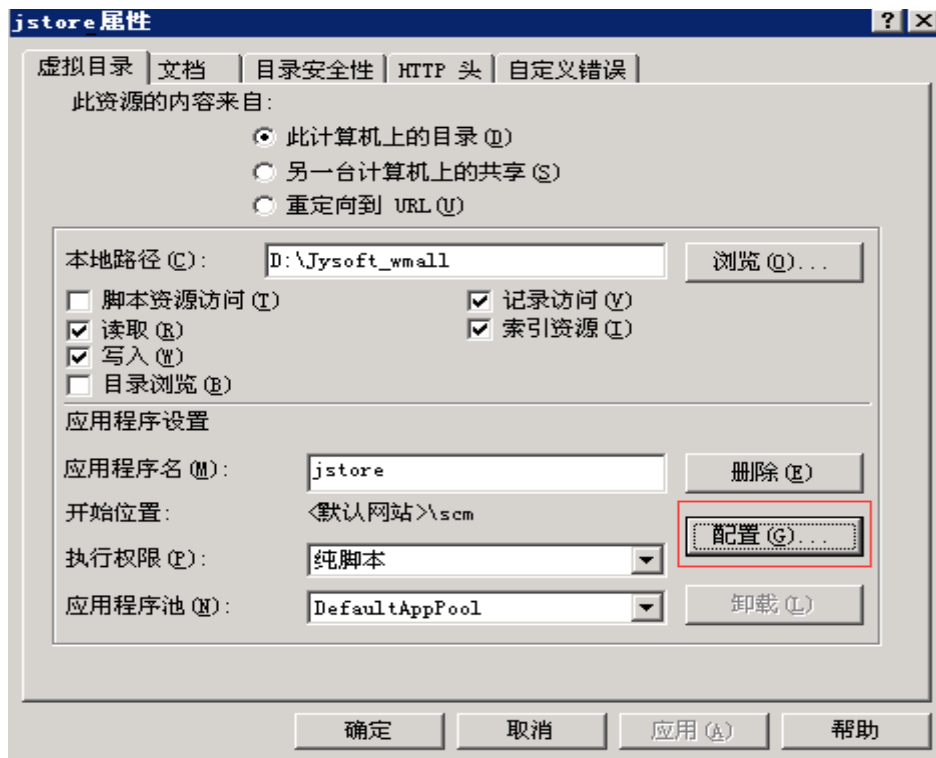 jstore属性 ? ×
虚拟目录 文档 目录安全性 HTTP 头 自定义错误
此资源的内容来自:
此计算机上的目录(D)
另一台计算机上的共享(S)
重定向到 URL(U)
本地路径(C): D:\Jysoft_wmall 浏览(O)...
脚本资源访问(T) 记录访问(V)
读取(R) 索引资源(I)
写入(W)
目录浏览(B)
应用程序设置
应用程序名(M): jstore 删除(E)
开始位置: <默认网站>\scm 配置(G)...
执行权限(P): 纯脚本
应用程序池(N): DefaultAppPool 卸载(L)
确定 取消 应用(A) 帮助